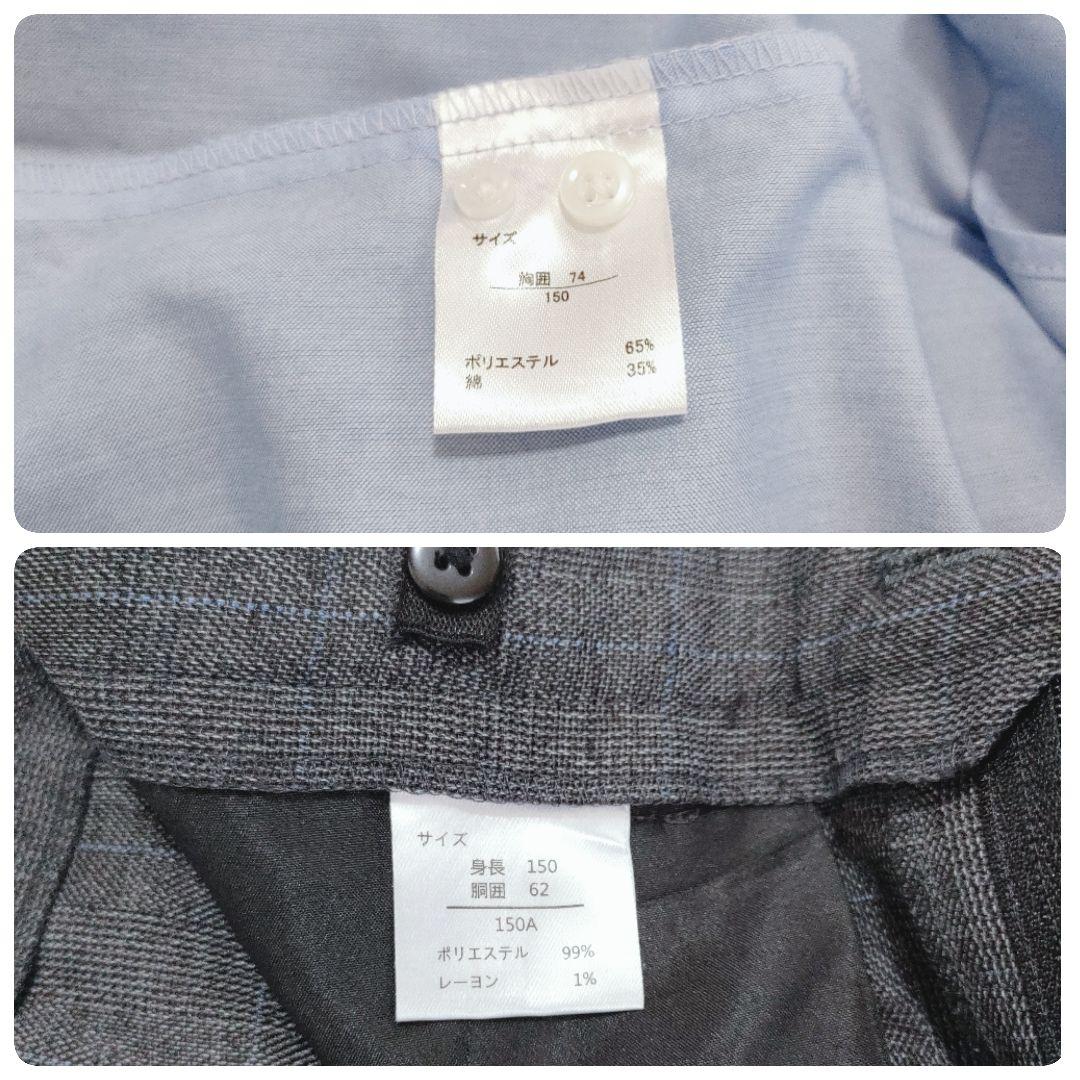 サイズ
胸囲 74
150
ポリエステル 65%
綿 35%
サイズ
身長 150
胴囲 62
150A
ポリエステル 99%
レーヨン 1%